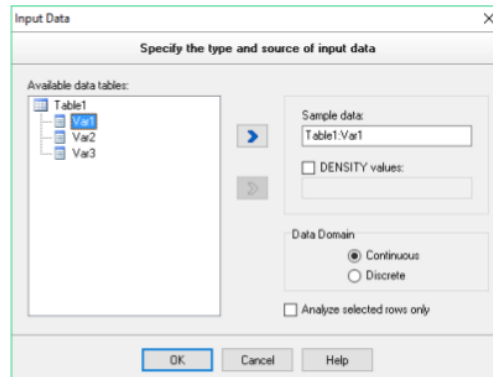 Input Data
Specify the type and source of input data
Available data tables:
Table1
Var1
Var2
Var3
Sample data:
Table1:Var1
DENSITY values:
Data Domain
Continuous
Discrete
Analyze selected rows only
OK
Cancel
Help